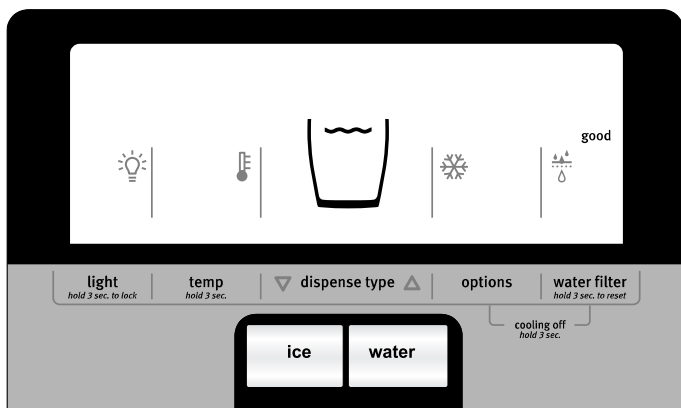 good
light
hold 3 sec. to lock
temp
hold 3 sec.
dispense type
options
water filter
hold 3 sec. to reset
cooling off
hold 3 sec.
ice
water